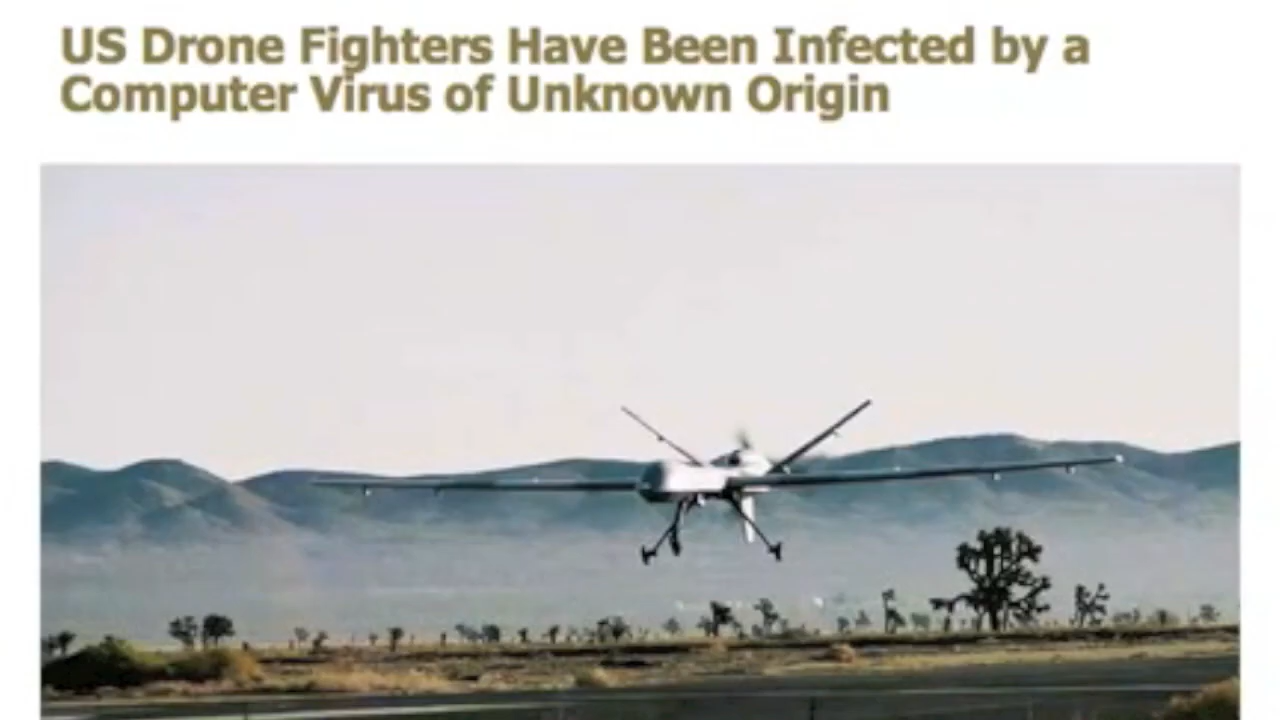 US Drone Fighters Have Been Infected by a
Computer Virus of Unknown Origin